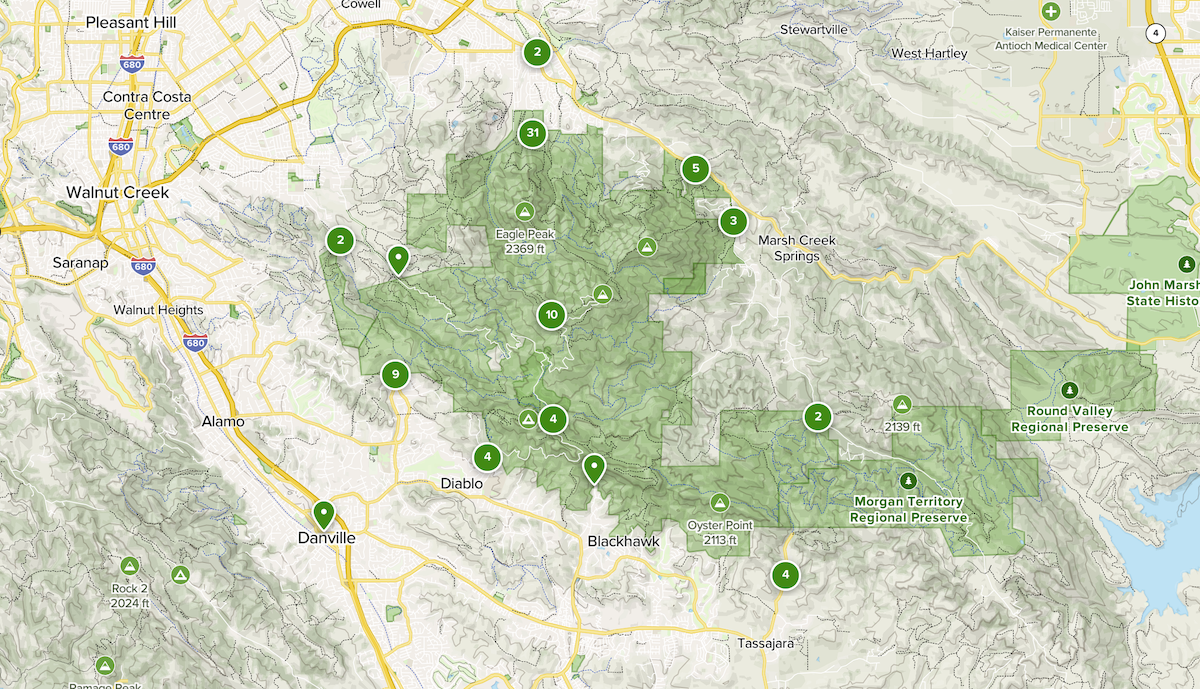 Cowell
Pleasant Hill
2
Stewartville
Kaiser Permanente
Antioch Medical Center
4
West Hartley
680
Contra Costa
Centre
31
680
5
Walnut Creek
Eagle Peak
2369 ft
3
2
Marsh Creek
Springs
Saranap
680
John Marsh
State Histo
Walnut Heights
10
680
9
Alamo
4
2
2139 ft
Round Valley
Regional Preserve
4
Diablo
Morgan Territory
Regional Preserve
Danville
Oyster Point
2113 ft
Blackhawk
4
Rock 2
2024 ft
Tassajara
Ramage Peak